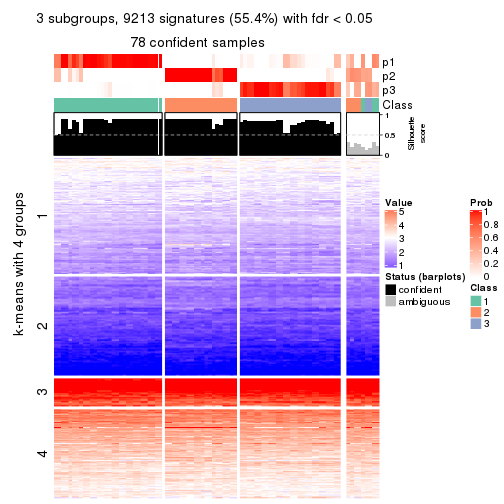 3 subgroups, 9213 signatures (55.4%) with fdr < 0.05
78 confident samples
p1
p2
p3
Class
1
0.5
0
Silhouette
score
k-means with 4 groups
1
2
3
4
Value
5
4
3
2
1
Status (barplots)
confident
ambiguous
Prob
1
0.8
0.6
0.4
0.2
0
Class
1
2
3